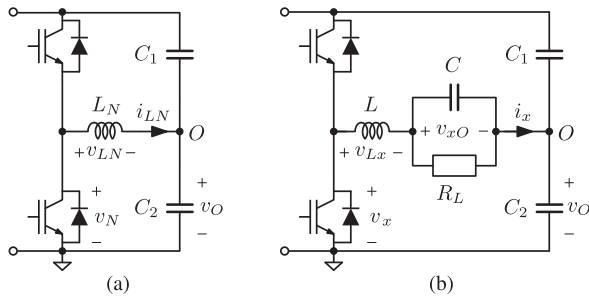 C1
LN
iLN
O
+ vLN −
+
vN
−
C2
+
vO
−
(a)
C1
C
L
ix
+ vxO −
O
+ vLx −
RL
+
vx
−
C2
+
vO
−
(b)